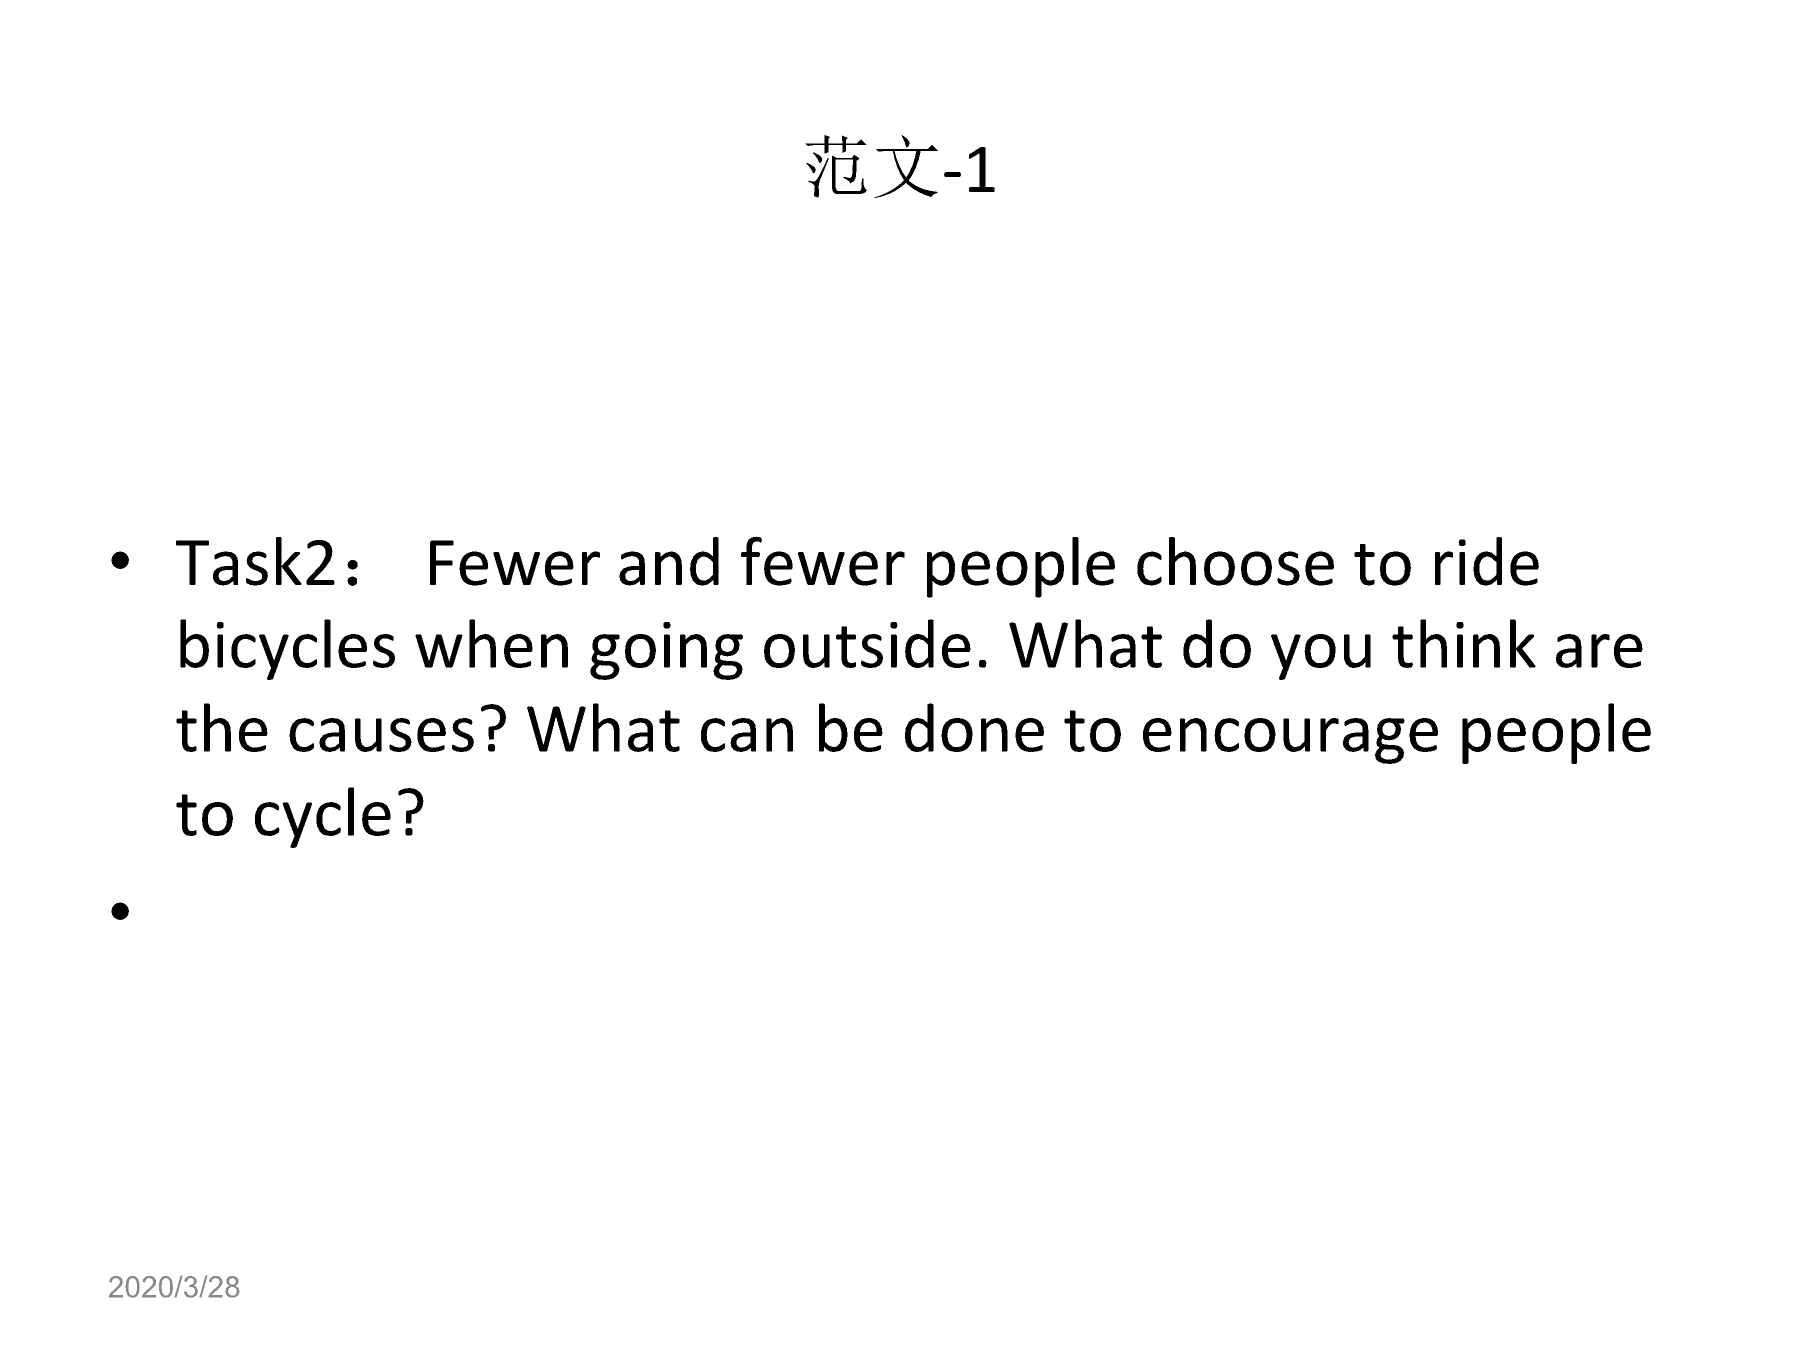 范文-1
• Task2： Fewer and fewer people choose to ride
bicycles when going outside. What do you think are
the causes? What can be done to encourage people
to cycle?
•
2020/3/28